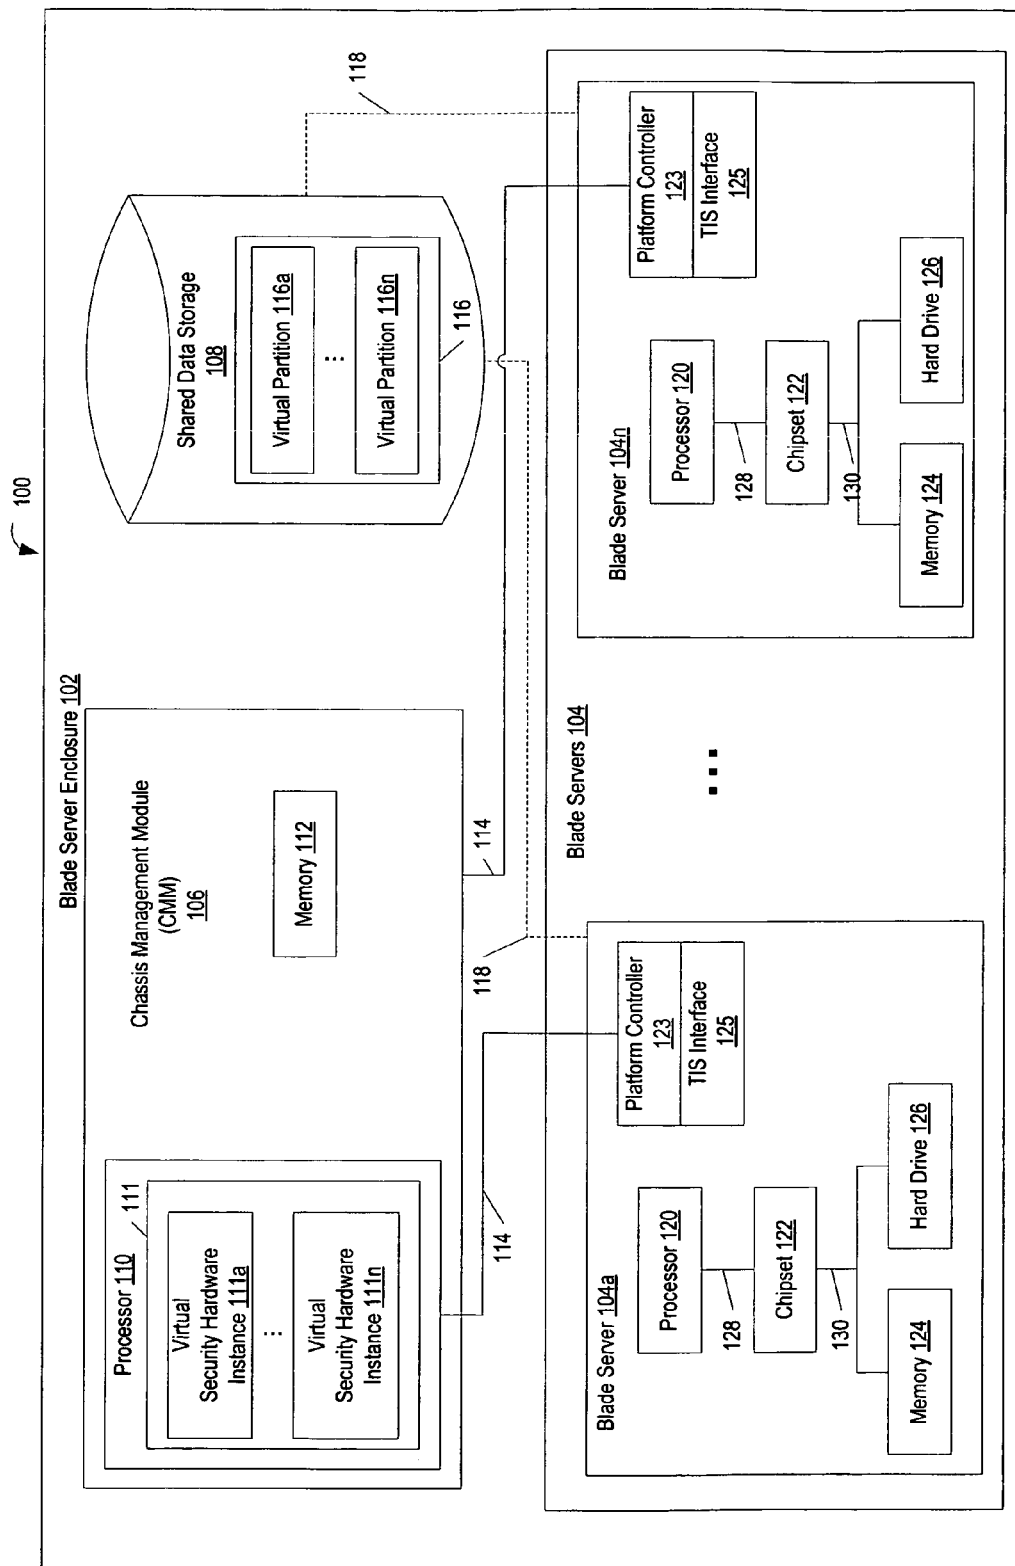 100
Blade Server Enclosure 102
Chassis Management Module
(CMM)
106
Memory 112
Processor 110
111
Virtual
Security Hardware
Instance 111a
...
Virtual
Security Hardware
Instance 111n
114
114
Shared Data Storage
108
Virtual Partition 116a
...
Virtual Partition 116n
116
118
118
Blade Servers 104
Blade Server 104a
Processor 120
128
Chipset 122
130
Memory 124
Hard Drive 126
Platform Controller
123
TIS Interface
125
...
Blade Server 104n
Processor 120
128
Chipset 122
130
Memory 124
Hard Drive 126
Platform Controller
123
TIS Interface
125